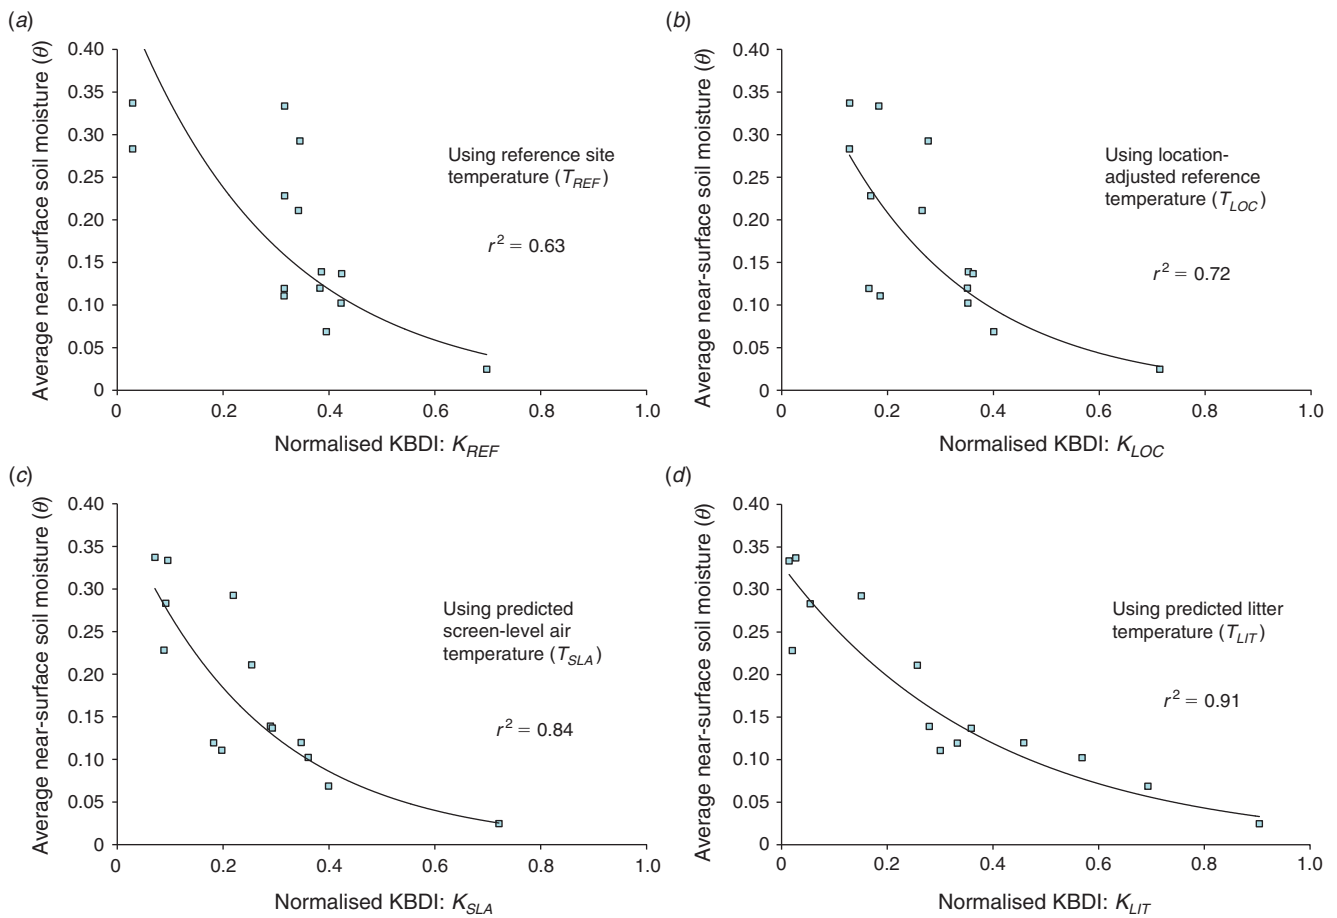 (a)
Average near-surface soil moisture (θ)
0.40
0.35
0.30
0.25
0.20
0.15
0.10
0.05
0
Using reference site
temperature (T_REF)
r² = 0.63
0 0.2 0.4 0.6 0.8 1.0
Normalised KBDI: K_REF
(b)
Average near-surface soil moisture (θ)
0.40
0.35
0.30
0.25
0.20
0.15
0.10
0.05
0
Using location-
adjusted reference
temperature (T_LOC)
r² = 0.72
0 0.2 0.4 0.6 0.8 1.0
Normalised KBDI: K_LOC
(c)
Average near-surface soil moisture (θ)
0.40
0.35
0.30
0.25
0.20
0.15
0.10
0.05
0
Using predicted
screen-level air
temperature (T_SLA)
r² = 0.84
0 0.2 0.4 0.6 0.8 1.0
Normalised KBDI: K_SLA
(d)
Average near-surface soil moisture (θ)
0.40
0.35
0.30
0.25
0.20
0.15
0.10
0.05
0
Using predicted litter
temperature (T_LIT)
r² = 0.91
0 0.2 0.4 0.6 0.8 1.0
Normalised KBDI: K_LIT